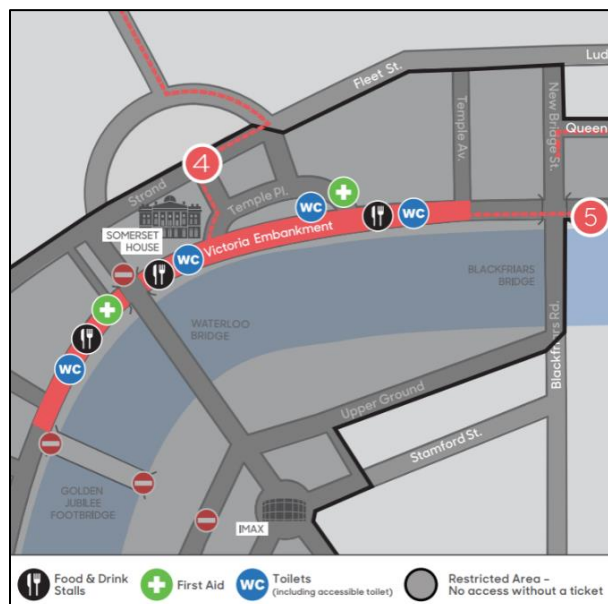 Fleet St.
Lud
New Bridge St.
Temple Av.
Queen
4
Strand
Temple Pl.
WC
SOMERSET
HOUSE
WC
WC
Victoria Embankment
5
BLACKFRIARS
BRIDGE
WATERLOO
BRIDGE
WC
Blackfriars Rd.
Upper Ground
Stamford St.
GOLDEN
JUBILEE
FOOTBRIDGE
IMAX
Food & Drink
Stalls
First Aid
WC
Toilets
(including accessible toilet)
Restricted Area –
No access without a ticket